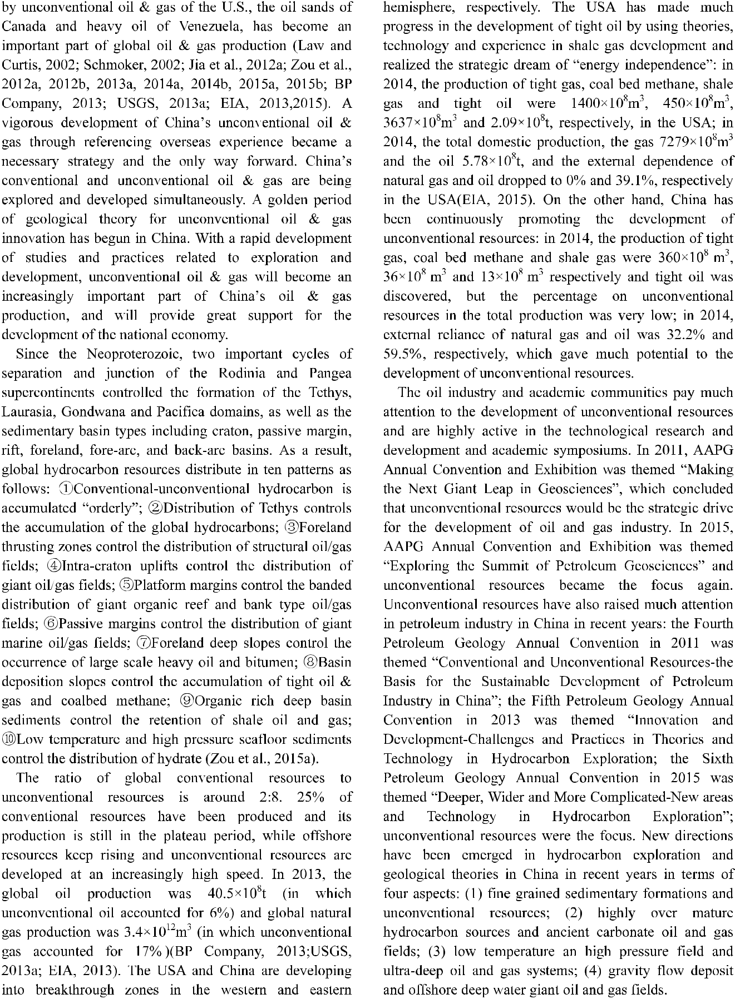 by unconventional oil & gas of the U.S., the oil sands of
Canada and heavy oil of Venezuela, has become an
important part of global oil & gas production (Law and
Curtis, 2002; Schmoker, 2002; Jia et al., 2012a; Zou et al.,
2012a, 2012b, 2013a, 2014a, 2014b, 2015a, 2015b; BP
Company, 2013; USGS, 2013a; EIA, 2013,2015). A
vigorous development of China's unconventional oil &
gas through referencing overseas experience became a
necessary strategy and the only way forward. China's
conventional and unconventional oil & gas are being
explored and developed simultaneously. A golden period
of geological theory for unconventional oil & gas
innovation has begun in China. With a rapid development
of studies and practices related to exploration and
development, unconventional oil & gas will become an
increasingly important part of China's oil & gas
production, and will provide great support for the
development of the national economy.
Since the Neoproterozoic, two important cycles of
separation and junction of the Rodinia and Pangea
supercontinents controlled the formation of the Tethys,
Laurasia, Gondwana and Pacifica domains, as well as the
sedimentary basin types including craton, passive margin,
rift, foreland, fore-arc, and back-arc basins. As a result,
global hydrocarbon resources distribute in ten patterns as
follows: ①Conventional-unconventional hydrocarbon is
accumulated “orderly”; ②Distribution of Tethys controls
the accumulation of the global hydrocarbons; ③Foreland
thrusting zones control the distribution of structural oil/gas
fields; ④Intra-craton uplifts control the distribution of
giant oil/gas fields; ⑤Platform margins control the banded
distribution of giant organic reef and bank type oil/gas
fields; ⑥Passive margins control the distribution of giant
marine oil/gas fields; ⑦Foreland deep slopes control the
occurrence of large scale heavy oil and bitumen; ⑧Basin
deposition slopes control the accumulation of tight oil &
gas and coalbed methane; ⑨Organic rich deep basin
sediments control the retention of shale oil and gas;
⑩Low temperature and high pressure seafloor sediments
control the distribution of hydrate (Zou et al., 2015a).
The ratio of global conventional resources to
unconventional resources is around 2:8. 25% of
conventional resources have been produced and its
production is still in the plateau period, while offshore
resources keep rising and unconventional resources are
developed at an increasingly high speed. In 2013, the
global oil production was 40.5×10⁸t (in which
unconventional oil accounted for 6%) and global natural
gas production was 3.4×10¹²m³ (in which unconventional
gas accounted for 17%)(BP Company, 2013;USGS,
2013a; EIA, 2013). The USA and China are developing
into breakthrough zones in the western and eastern
hemisphere, respectively. The USA has made much
progress in the development of tight oil by using theories,
technology and experience in shale gas development and
realized the strategic dream of “energy independence”: in
2014, the production of tight gas, coal bed methane, shale
gas and tight oil were 1400×10⁸m³, 450×10⁸m³,
3637×10⁸m³ and 2.09×10⁸t, respectively, in the USA; in
2014, the total domestic production, the gas 7279×10⁸m³
and the oil 5.78×10⁸t, and the external dependence of
natural gas and oil dropped to 0% and 39.1%, respectively
in the USA(EIA, 2015). On the other hand, China has
been continuously promoting the development of
unconventional resources: in 2014, the production of tight
gas, coal bed methane and shale gas were 360×10⁸ m³,
36×10⁸ m³ and 13×10⁸ m³ respectively and tight oil was
discovered, but the percentage on unconventional
resources in the total production was very low; in 2014,
external reliance of natural gas and oil was 32.2% and
59.5%, respectively, which gave much potential to the
development of unconventional resources.
The oil industry and academic communities pay much
attention to the development of unconventional resources
and are highly active in the technological research and
development and academic symposiums. In 2011, AAPG
Annual Convention and Exhibition was themed “Making
the Next Giant Leap in Geosciences”, which concluded
that unconventional resources would be the strategic drive
for the development of oil and gas industry. In 2015,
AAPG Annual Convention and Exhibition was themed
“Exploring the Summit of Petroleum Geosciences” and
unconventional resources became the focus again.
Unconventional resources have also raised much attention
in petroleum industry in China in recent years: the Fourth
Petroleum Geology Annual Convention in 2011 was
themed “Conventional and Unconventional Resources-the
Basis for the Sustainable Development of Petroleum
Industry in China”; the Fifth Petroleum Geology Annual
Convention in 2013 was themed “Innovation and
Development-Challenges and Practices in Theories and
Technology in Hydrocarbon Exploration; the Sixth
Petroleum Geology Annual Convention in 2015 was
themed “Deeper, Wider and More Complicated-New areas
and Technology in Hydrocarbon Exploration”;
unconventional resources were the focus. New directions
have been emerged in hydrocarbon exploration and
geological theories in China in recent years in terms of
four aspects: (1) fine grained sedimentary formations and
unconventional resources; (2) highly over mature
hydrocarbon sources and ancient carbonate oil and gas
fields; (3) low temperature an high pressure field and
ultra-deep oil and gas systems; (4) gravity flow deposit
and offshore deep water giant oil and gas fields.